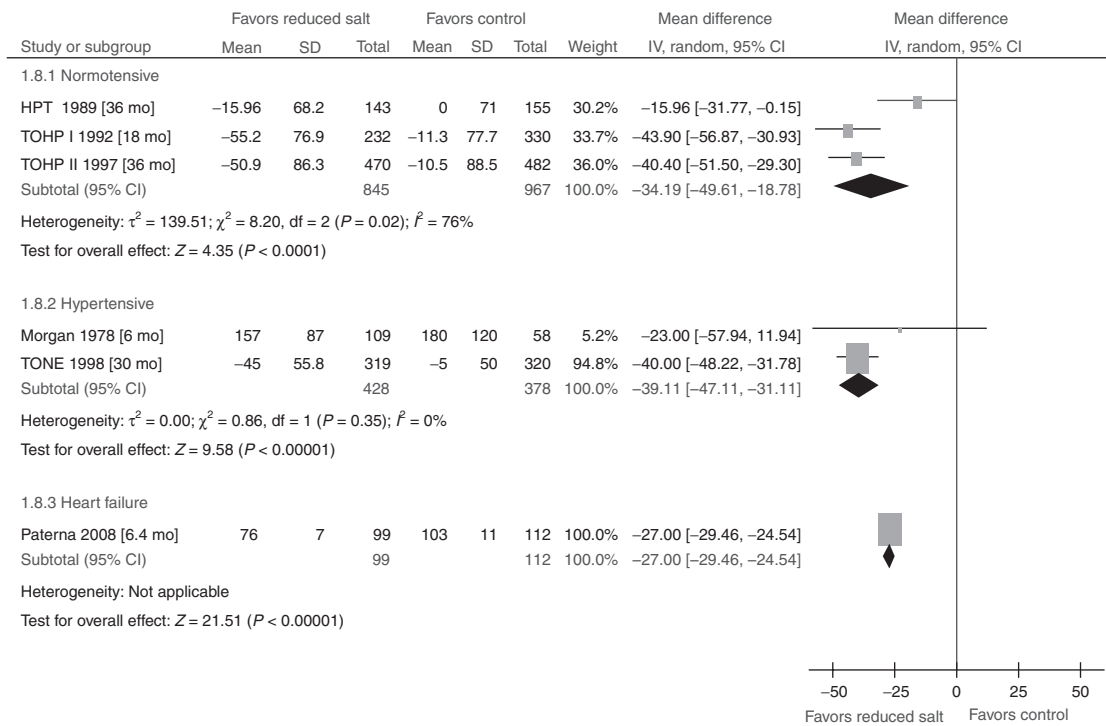 Favors reduced salt Favors control Mean difference Mean difference
Study or subgroup Mean SD Total Mean SD Total Weight IV, random, 95% CI IV, random, 95% CI
1.8.1 Normotensive
HPT 1989 [36 mo] −15.96 68.2 143 0 71 155 30.2% −15.96 [−31.77, −0.15]
TOHP I 1992 [18 mo] −55.2 76.9 232 −11.3 77.7 330 33.7% −43.90 [−56.87, −30.93]
TOHP II 1997 [36 mo] −50.9 86.3 470 −10.5 88.5 482 36.0% −40.40 [−51.50, −29.30]
Subtotal (95% CI) 845 967 100.0% −34.19 [−49.61, −18.78]
Heterogeneity: τ² = 139.51; χ² = 8.20, df = 2 (P = 0.02); I² = 76%
Test for overall effect: Z = 4.35 (P < 0.0001)
1.8.2 Hypertensive
Morgan 1978 [6 mo] 157 87 109 180 120 58 5.2% −23.00 [−57.94, 11.94]
TONE 1998 [30 mo] −45 55.8 319 −5 50 320 94.8% −40.00 [−48.22, −31.78]
Subtotal (95% CI) 428 378 100.0% −39.11 [−47.11, −31.11]
Heterogeneity: τ² = 0.00; χ² = 0.86, df = 1 (P = 0.35); I² = 0%
Test for overall effect: Z = 9.58 (P < 0.00001)
1.8.3 Heart failure
Paterna 2008 [6.4 mo] 76 7 99 103 11 112 100.0% −27.00 [−29.46, −24.54]
Subtotal (95% CI) 99 112 100.0% −27.00 [−29.46, −24.54]
Heterogeneity: Not applicable
Test for overall effect: Z = 21.51 (P < 0.00001)
−50 −25 0 25 50
Favors reduced salt Favors control